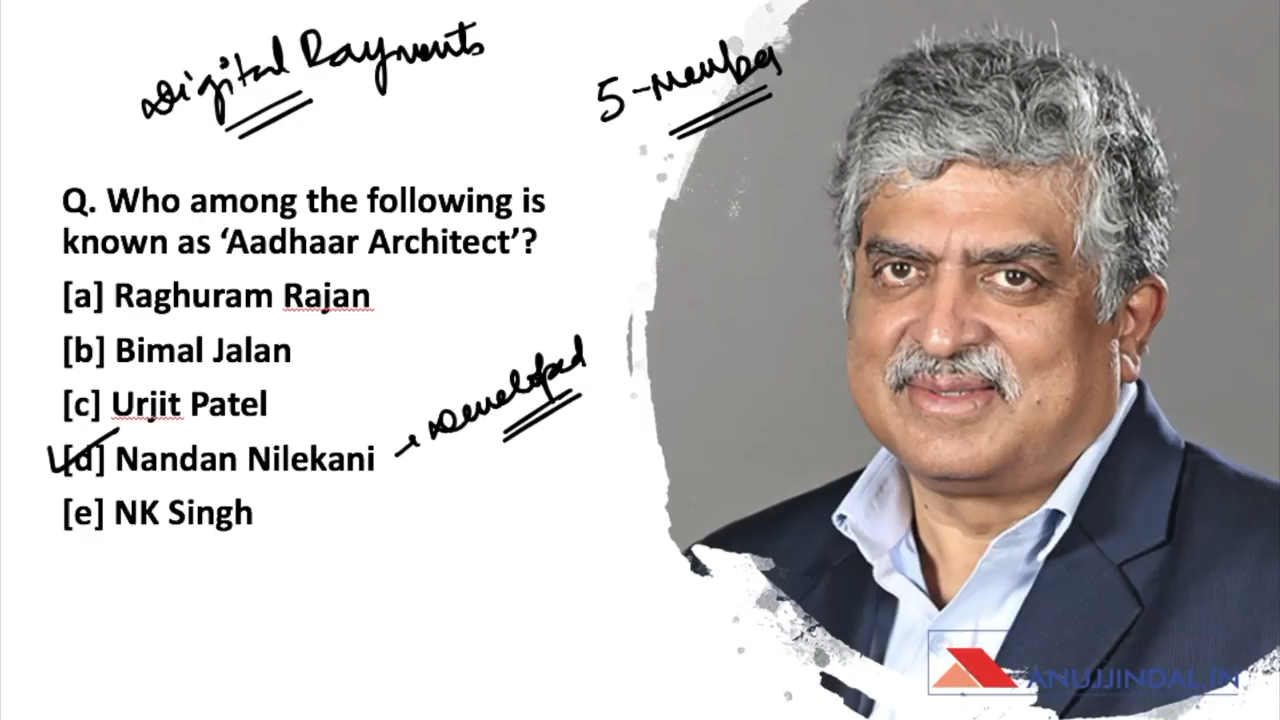 Digital Payments
5-Member
Q. Who among the following is
known as ‘Aadhaar Architect’?
[a] Raghuram Rajan
[b] Bimal Jalan
[c] Urjit Patel
[d] Nandan Nilekani
Developed
[e] NK Singh
ANUJJINDAL.IN